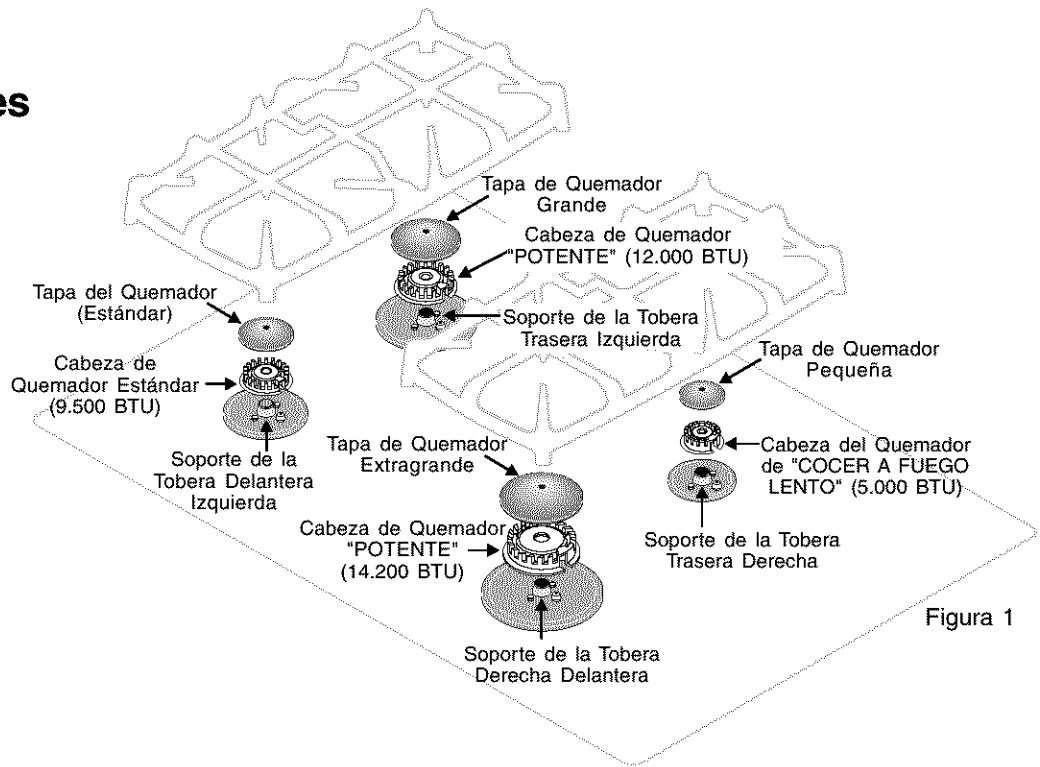 es
Tapa de Quemador
Grande
Cabeza de Quemador
"POTENTE" (12.000 BTU)
Tapa del Quemador
(Estándar)
Soporte de la Tobera
Trasera Izquierda
Tapa de Quemador
Pequeña
Cabeza de
Quemador Estándar
(9.500 BTU)
Tapa de Quemador
Extragrande
Cabeza del Quemador
de "COCER A FUEGO
LENTO" (5.000 BTU)
Soporte de la
Tobera Delantera
Izquierda
Cabeza de Quemador
"POTENTE"
(14.200 BTU)
Soporte de la Tobera
Trasera Derecha
Figura 1
Soporte de la Tobera
Derecha Delantera